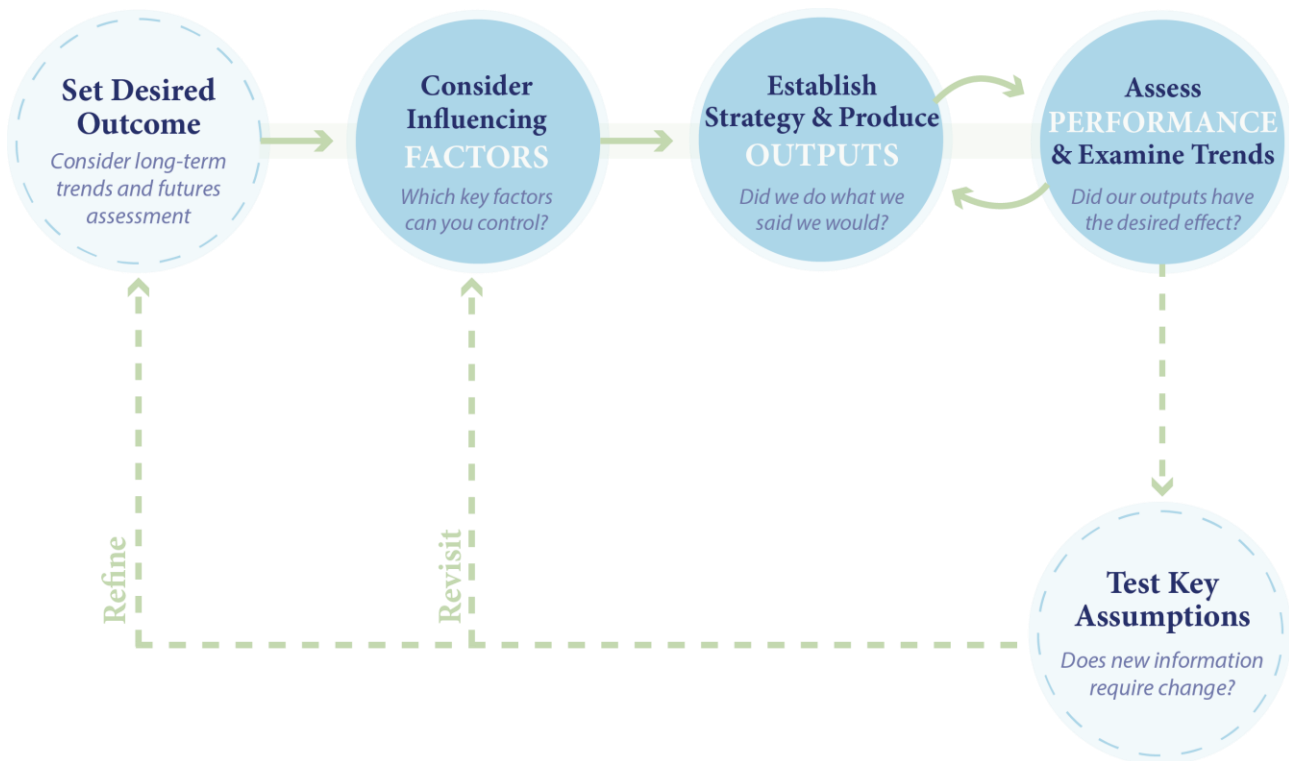 Set Desired
Outcome
Consider long-term
trends and futures
assessment
Consider
Influencing
FACTORS
Which key factors
can you control?
Establish
Strategy & Produce
OUTPUTS
Did we do what we
said we would?
Assess
PERFORMANCE
& Examine Trends
Did our outputs have
the desired effect?
Refine
Revisit
Test Key
Assumptions
Does new information
require change?